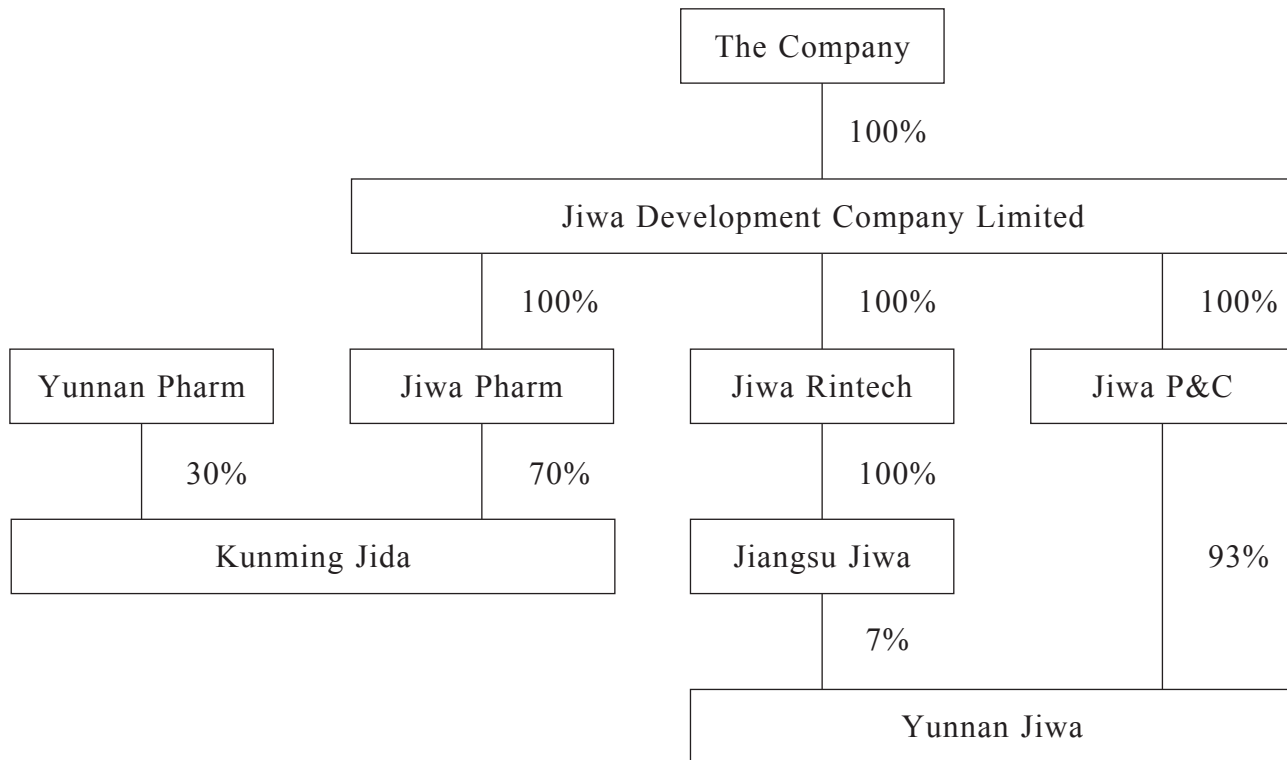 The Company
100%
Jiwa Development Company Limited
100%
100%
100%
Yunnan Pharm
Jiwa Pharm
Jiwa Rintech
Jiwa P&C
30%
70%
100%
Kunming Jida
Jiangsu Jiwa
93%
7%
Yunnan Jiwa